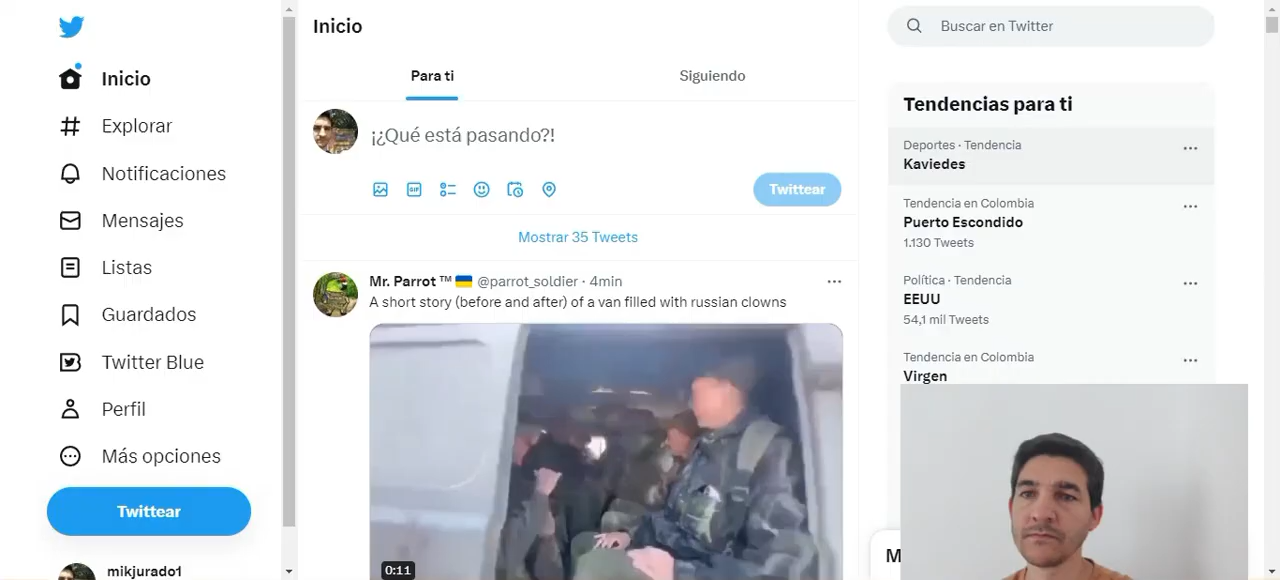 Inicio
Explorar
Notificaciones
Mensajes
Listas
Guardados
Twitter Blue
Perfil
Más opciones
Twittear
mikjurado1
Inicio
Para ti
Siguiendo
¡¿Qué está pasando?!
GIF
Twittear
Mostrar 35 Tweets
Mr. Parrot ™ 🇺🇦 @parrot_soldier · 4min
A short story (before and after) of a van filled with russian clowns
0:11
Buscar en Twitter
Tendencias para ti
Deportes · Tendencia
Kaviedes
Tendencia en Colombia
Puerto Escondido
1.130 Tweets
Política · Tendencia
EEUU
54,1 mil Tweets
Tendencia en Colombia
Virgen
M